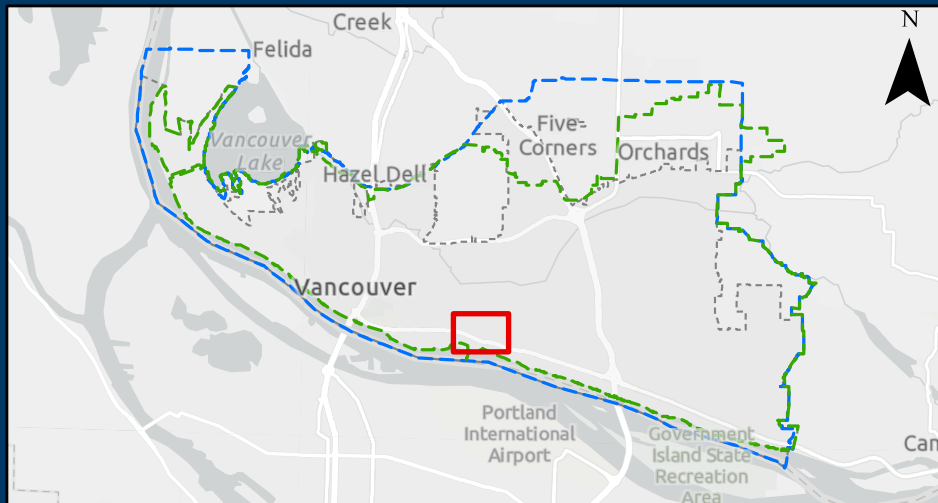 Creek
N
Felida
Vancouver
Lake
Five-
Corners
Orchards
Hazel Dell
Vancouver
Portland
International
Airport
Government
Island State
Recreation
Area
Cam